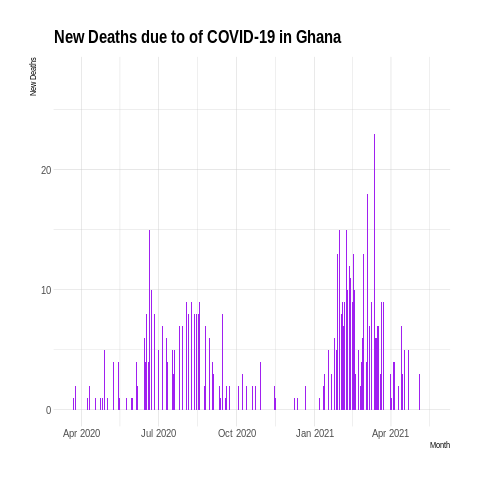 New Deaths due to of COVID-19 in Ghana
New Deaths
20
10
0
Apr 2020 Jul 2020 Oct 2020 Jan 2021 Apr 2021
Month